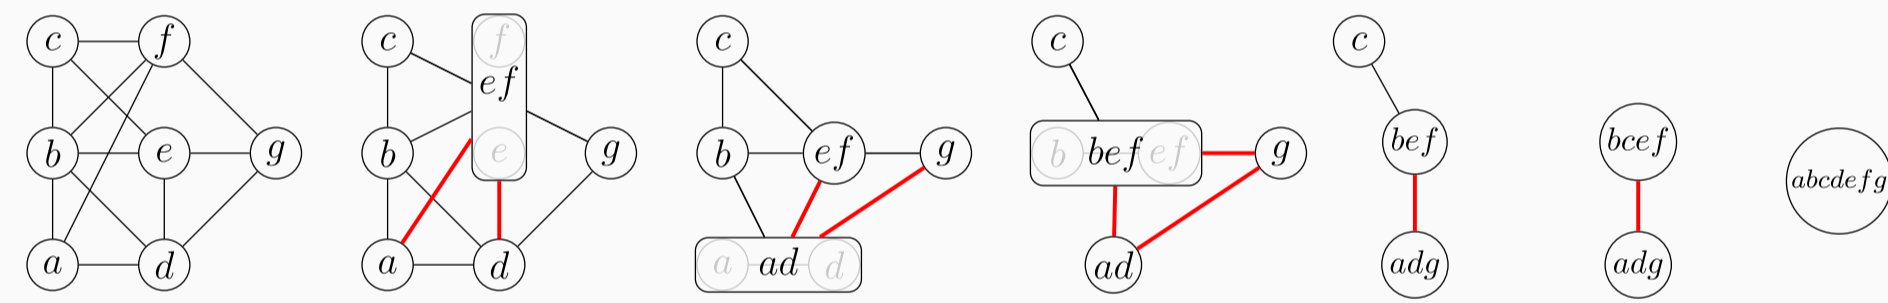 c f
b e g
a d
c f
ef
b e g
a d
c
b ef g
a ad d
c
b bef ef g
ad
c
bef
adg
bcef
adg
abcdefg